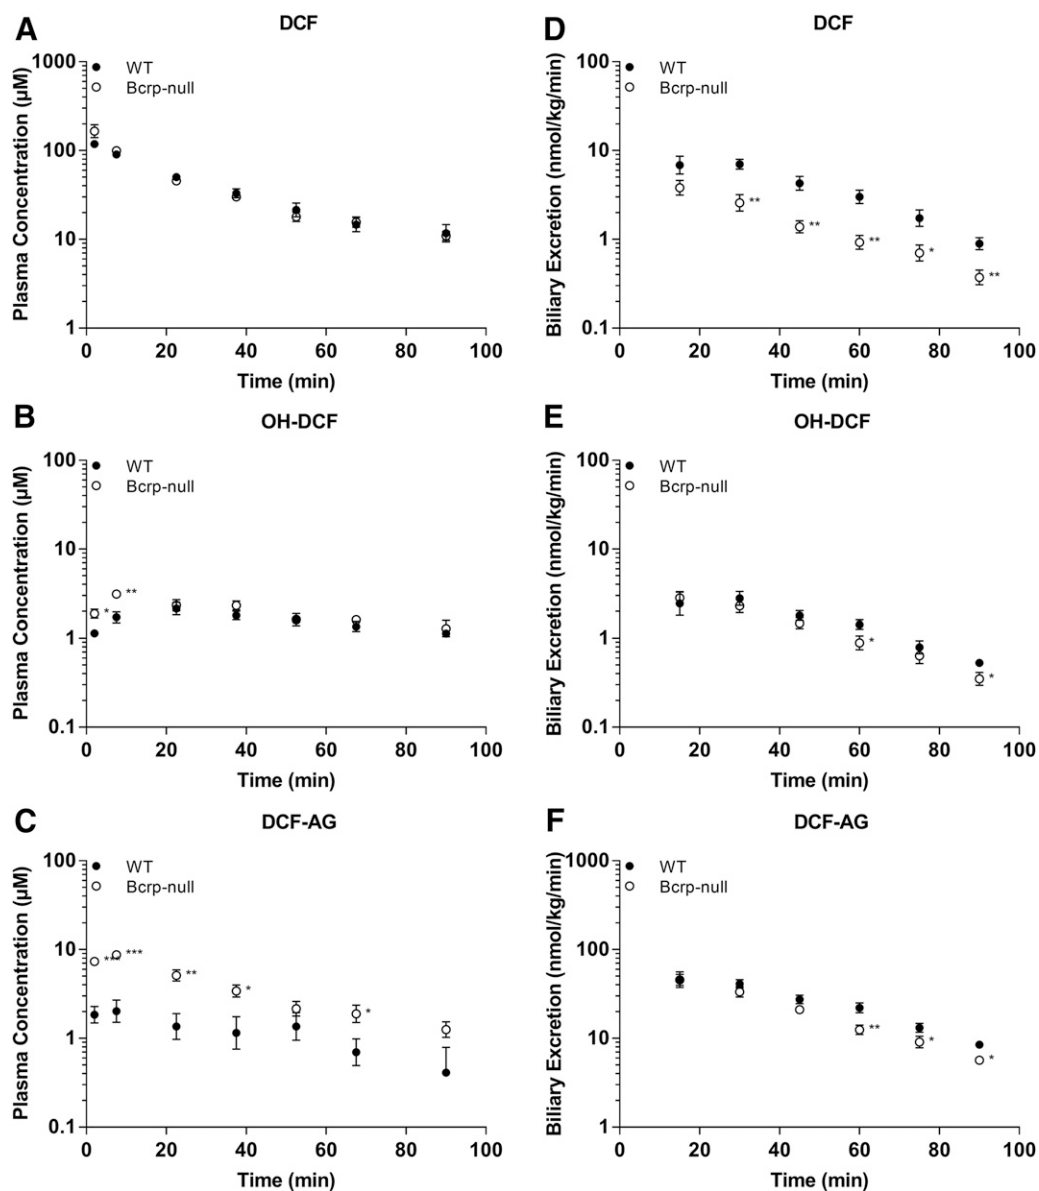 A
DCF
Plasma Concentration (µM)
1000
100
10
1
WT
Bcrp-null
0 20 40 60 80 100
Time (min)
D
DCF
Biliary Excretion (nmol/kg/min)
100
10
1
0.1
WT
Bcrp-null
** ** ** * **
0 20 40 60 80 100
Time (min)
B
OH-DCF
Plasma Concentration (µM)
100
10
1
0.1
WT
Bcrp-null
* **
0 20 40 60 80 100
Time (min)
E
OH-DCF
Biliary Excretion (nmol/kg/min)
100
10
1
0.1
WT
Bcrp-null
* *
0 20 40 60 80 100
Time (min)
C
DCF-AG
Plasma Concentration (µM)
100
10
1
0.1
WT
Bcrp-null
*** *** ** * *
0 20 40 60 80 100
Time (min)
F
DCF-AG
Biliary Excretion (nmol/kg/min)
1000
100
10
1
WT
Bcrp-null
** * *
0 20 40 60 80 100
Time (min)